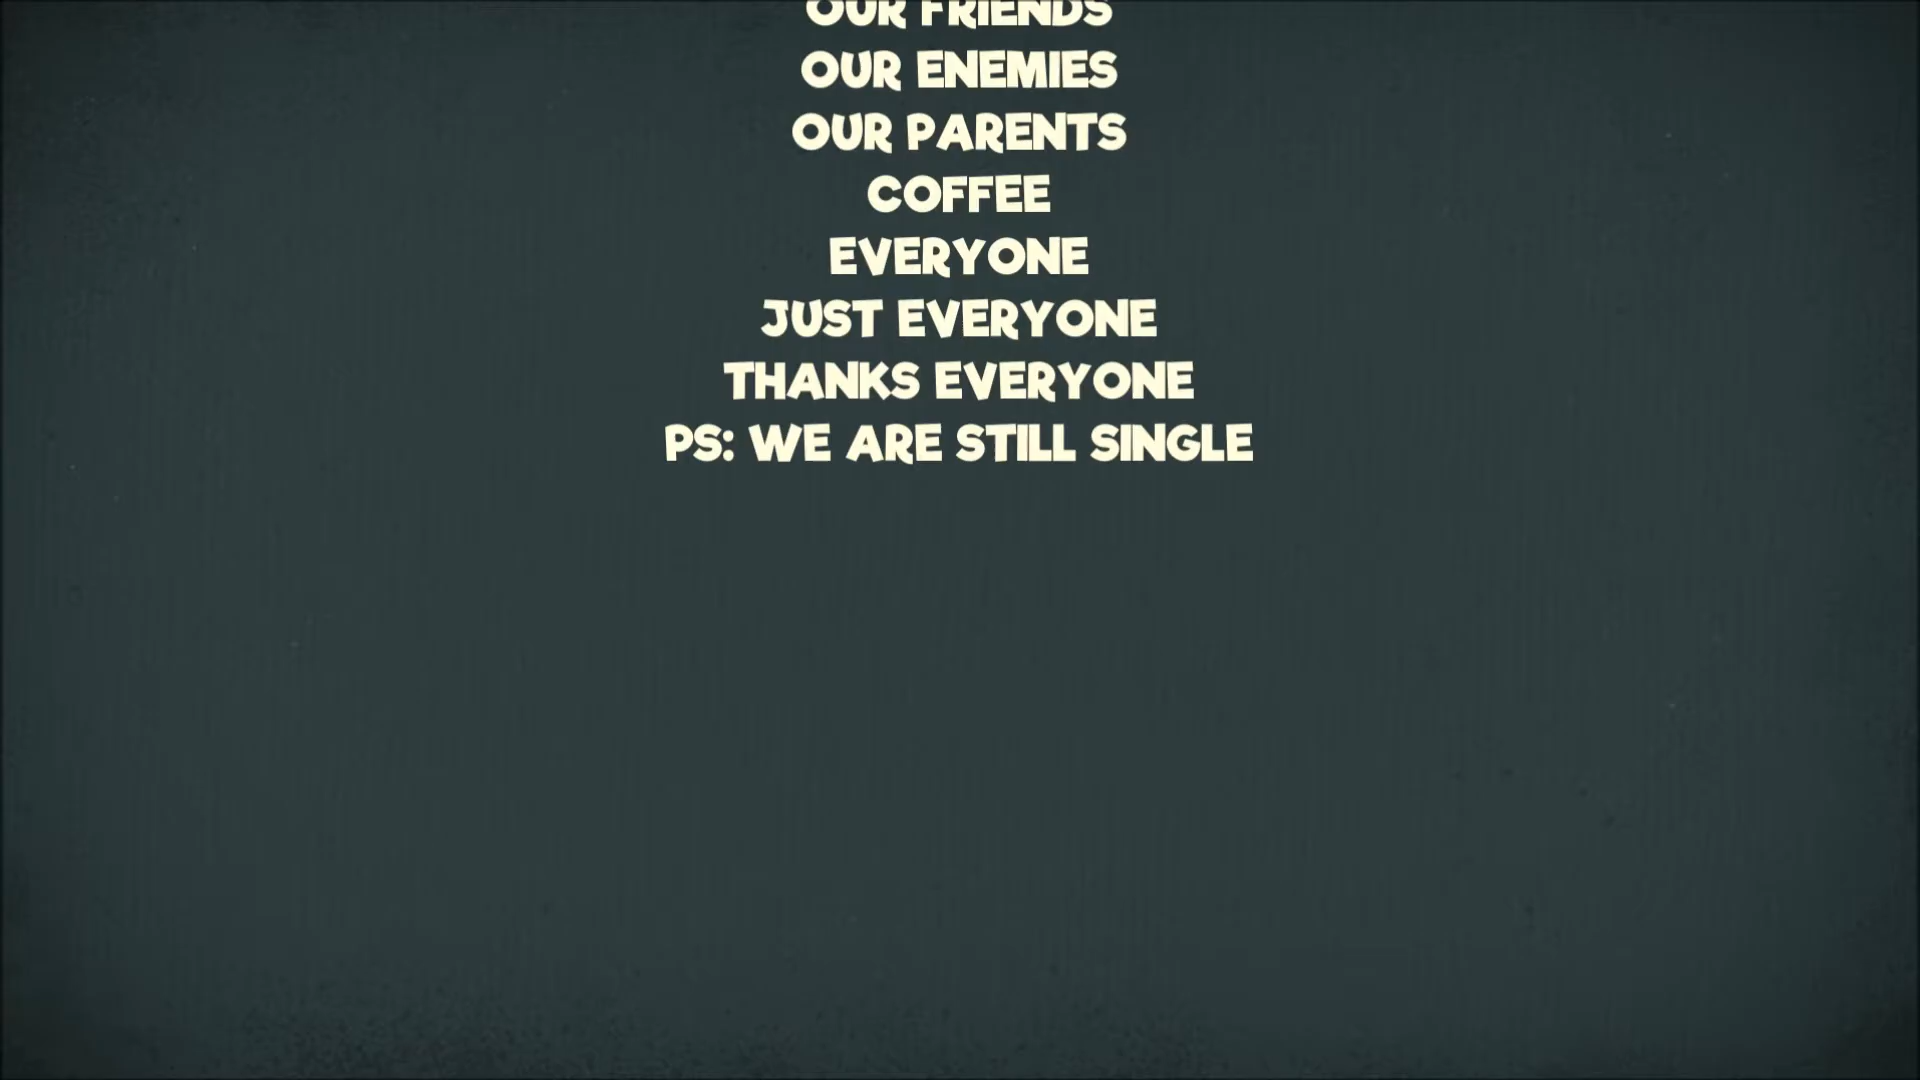 OUR FRIENDS
OUR ENEMIES
OUR PARENTS
COFFEE
EVERYONE
JUST EVERYONE
THANKS EVERYONE
PS: WE ARE STILL SINGLE